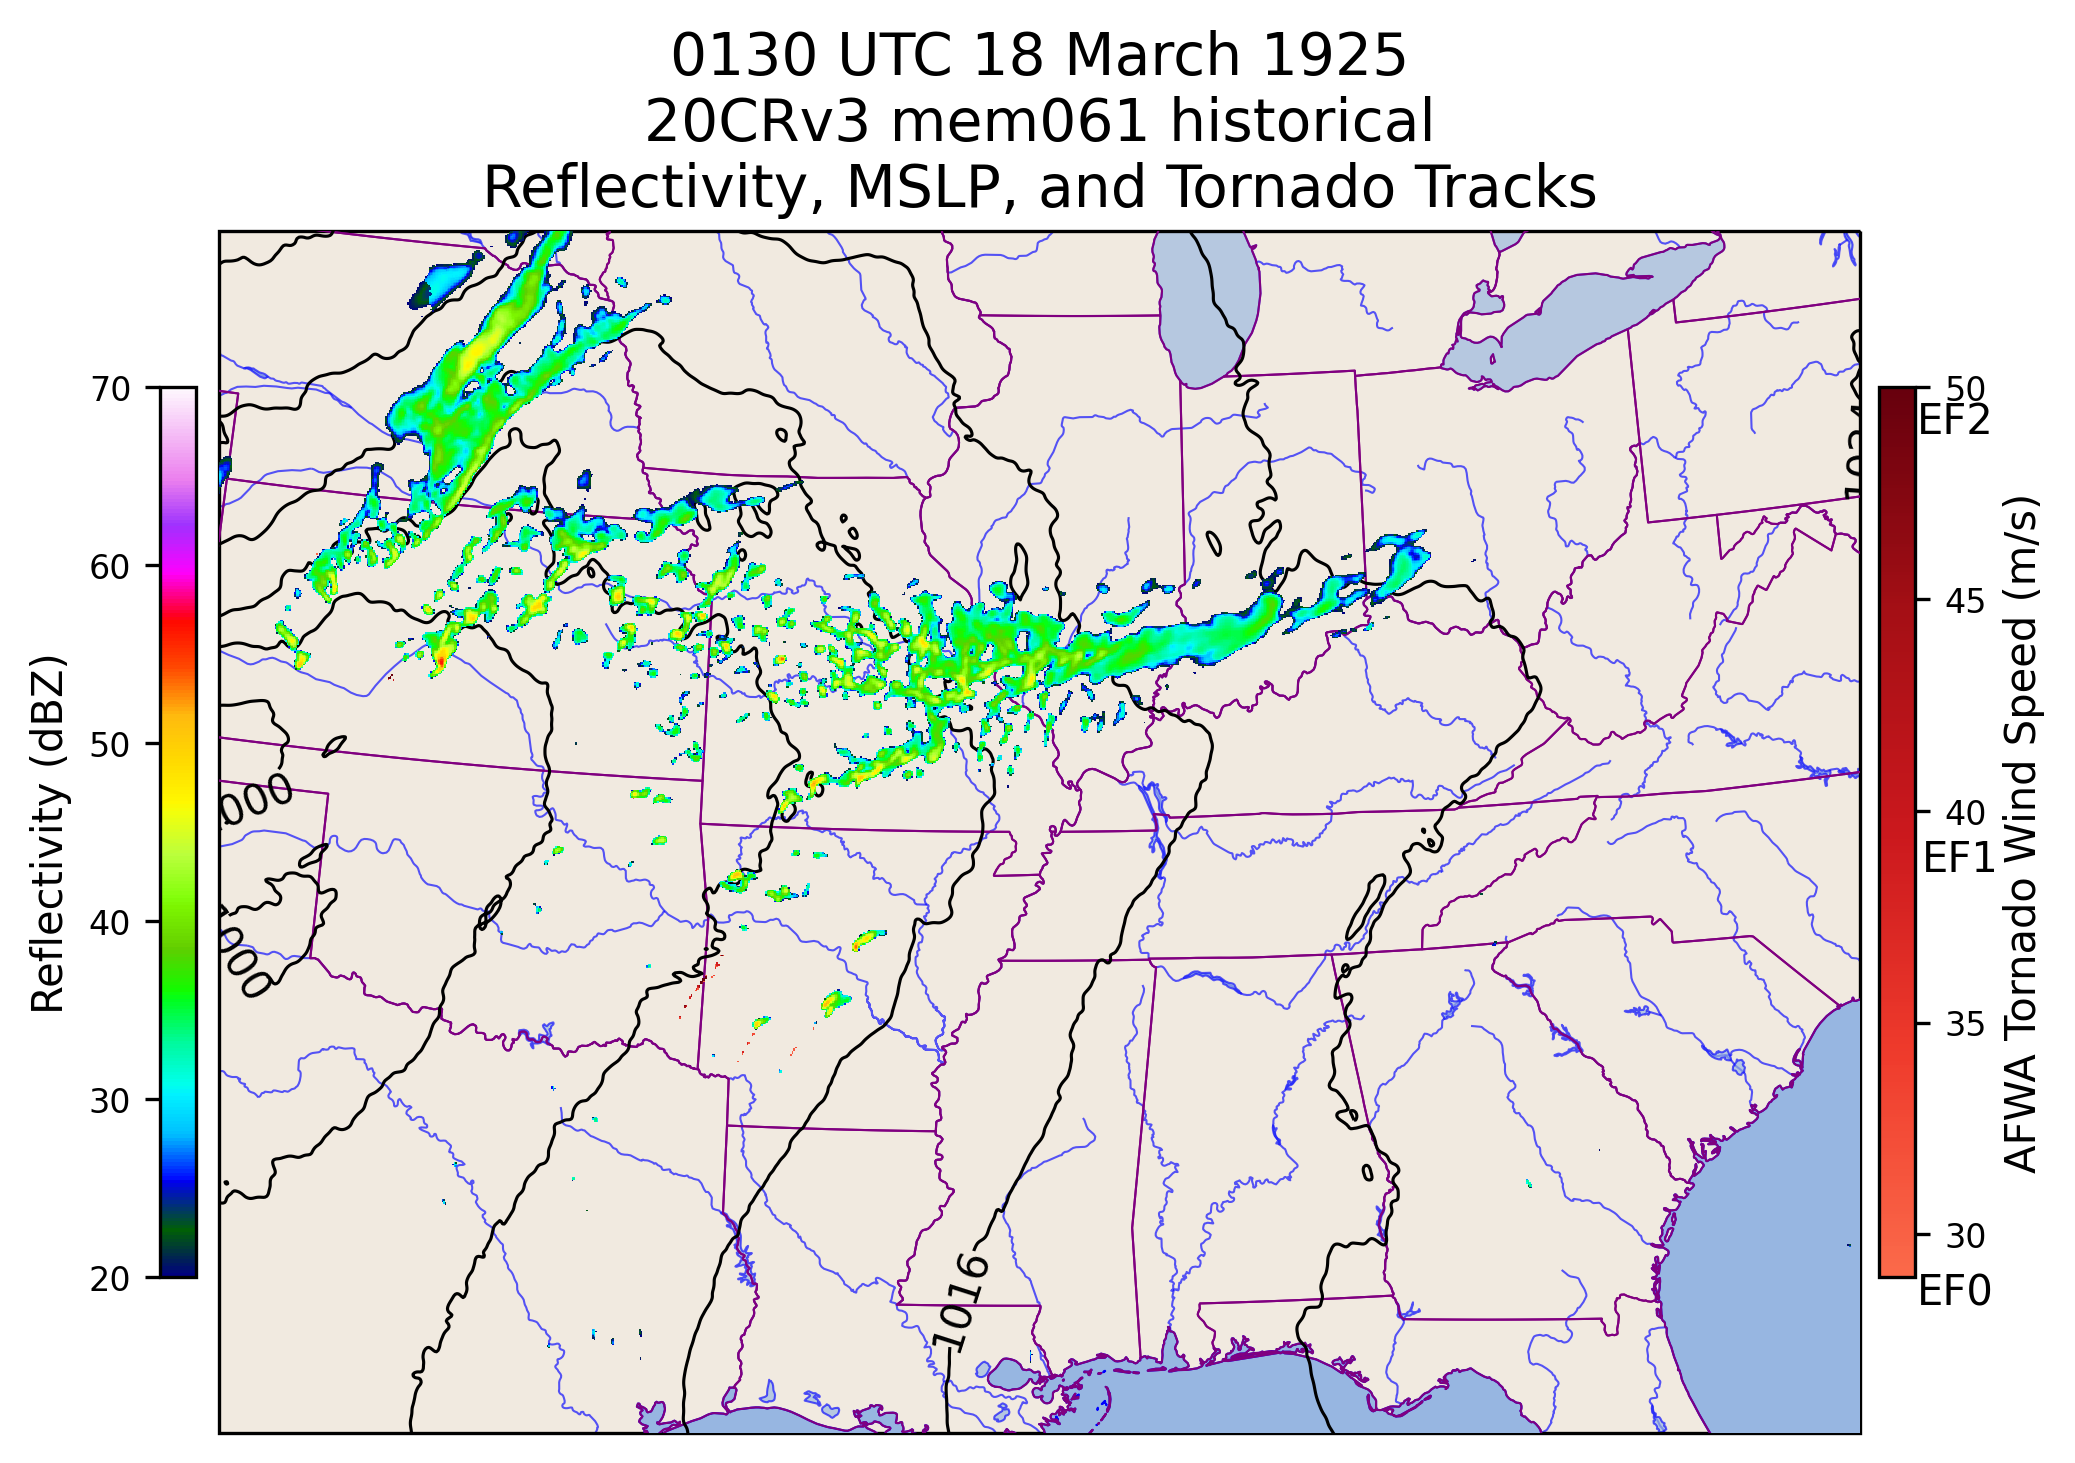 0130 UTC 18 March 1925
20CRv3 mem061 historical
Reflectivity, MSLP, and Tornado Tracks
Reflectivity (dBZ)
70
60
50
40
30
20
000
000
1016
50
EF2
45
40
EF1
35
30
EF0
AFWA Tornado Wind Speed (m/s)